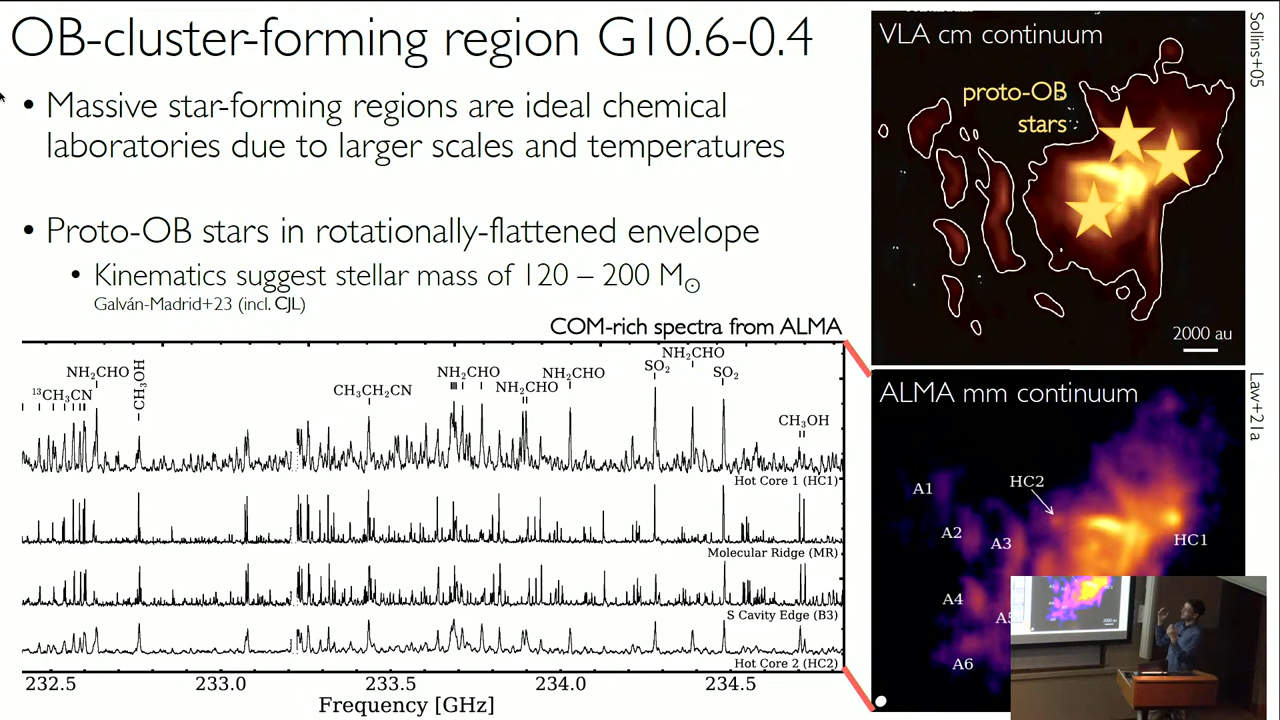 OB-cluster-forming region G10.6-0.4
• Massive star-forming regions are ideal chemical
laboratories due to larger scales and temperatures
• Proto-OB stars in rotationally-flattened envelope
• Kinematics suggest stellar mass of 120 – 200 M☉
Galván-Madrid+23 (incl. CJL)
COM-rich spectra from ALMA
NH₂CHO
¹³CH₃CN
CH₃OH
CH₃CH₂CN
NH₂CHO
NH₂CHO
NH₂CHO
SO₂
NH₂CHO
SO₂
CH₃OH
Hot Core 1 (HC1)
Molecular Ridge (MR)
S Cavity Edge (B3)
Hot Core 2 (HC2)
232.5 233.0 233.5 234.0 234.5
Frequency [GHz]
VLA cm continuum
Sollins+05
proto-OB
stars
2000 au
ALMA mm continuum
Law+21a
A1
HC2
A2
A3
HC1
A4
A6